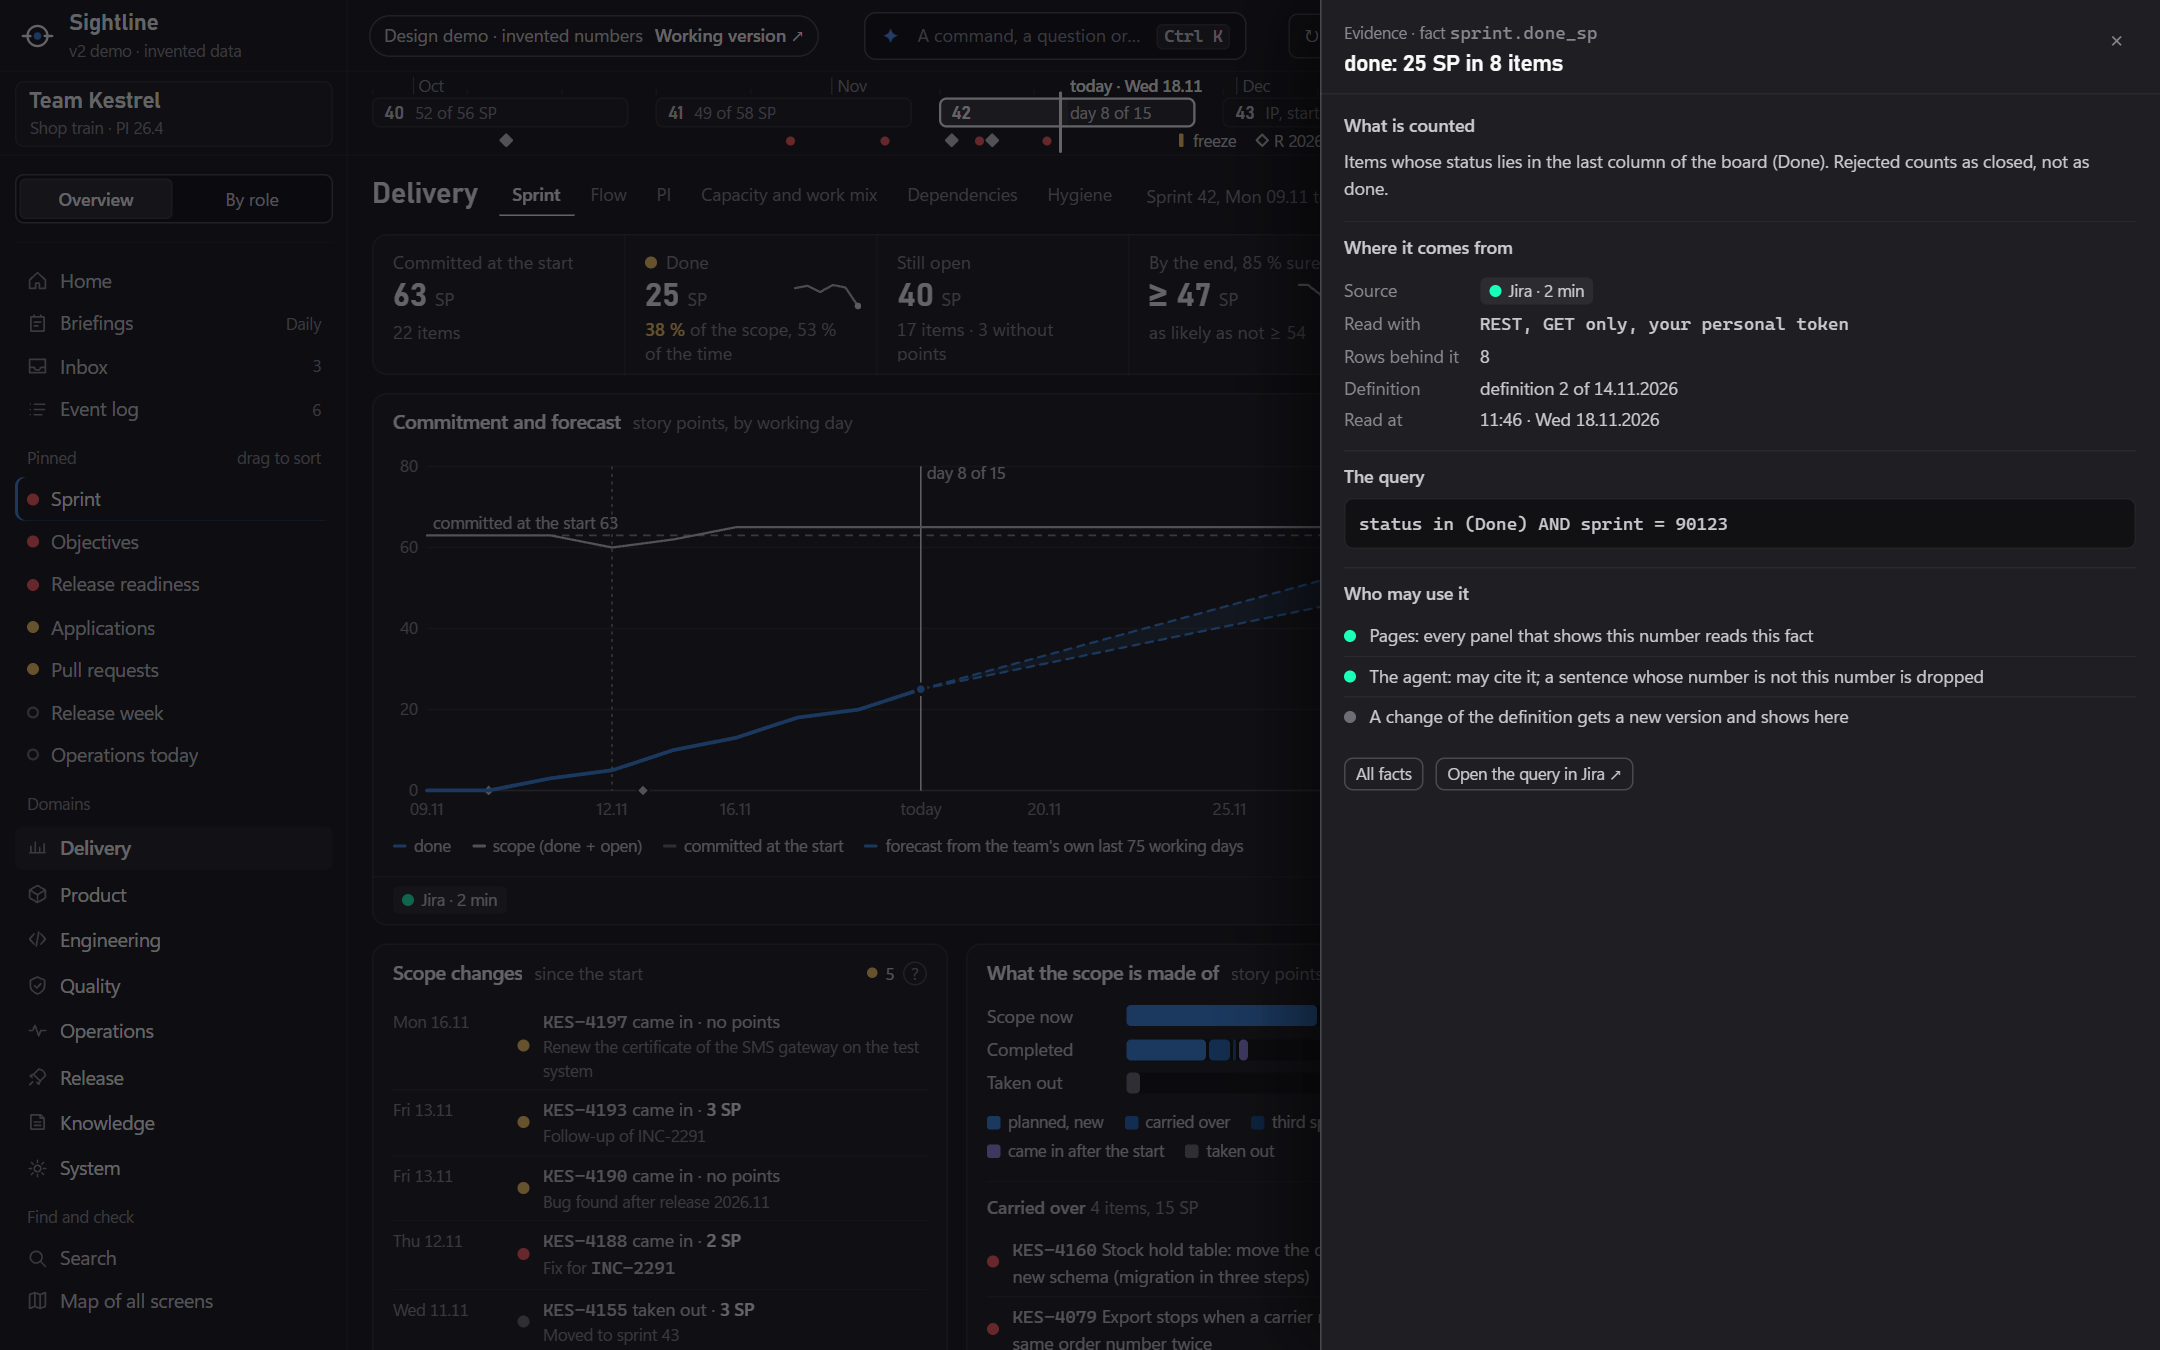 Sightline
v2 demo · invented data
Team Kestrel
Shop train · PI 26.4
Overview
By role
Home
Briefings
Daily
Inbox
3
Event log
6
Pinned
drag to sort
Sprint
Objectives
Release readiness
Applications
Pull requests
Release week
Operations today
Domains
Delivery
Product
Engineering
Quality
Operations
Release
Knowledge
System
Find and check
Search
Map of all screens
Design demo · invented numbers Working version ↗
A command, a question or... Ctrl K
Oct
Nov
today · Wed 18.11
Dec
40 52 of 56 SP
41 49 of 58 SP
42 day 8 of 15
43 IP, start
freeze
R 2026
Delivery
Sprint
Flow
PI
Capacity and work mix
Dependencies
Hygiene
Sprint 42, Mon 09.11
Committed at the start
63 SP
22 items
Done
25 SP
38 % of the scope, 53 %
of the time
Still open
40 SP
17 items · 3 without
points
By the end, 85 % sure
≥ 47 SP
as likely as not ≥ 54
Commitment and forecast story points, by working day
80
60
40
20
0
committed at the start 63
day 8 of 15
09.11
12.11
16.11
today
20.11
25.11
done
scope (done + open)
committed at the start
forecast from the team's own last 75 working days
Jira · 2 min
Scope changes since the start
5 ?
Mon 16.11
KES-4197 came in · no points
Renew the certificate of the SMS gateway on the test
system
Fri 13.11
KES-4193 came in · 3 SP
Follow-up of INC-2291
Fri 13.11
KES-4190 came in · no points
Bug found after release 2026.11
Thu 12.11
KES-4188 came in · 2 SP
Fix for INC-2291
Wed 11.11
KES-4155 taken out · 3 SP
Moved to sprint 43
What the scope is made of story points
Scope now
Completed
Taken out
planned, new
carried over
third
came in after the start
taken out
Carried over 4 items, 15 SP
KES-4160 Stock hold table: move the
new schema (migration in three steps)
KES-4079 Export stops when a carrier
same order number twice
Evidence · fact sprint.done_sp
done: 25 SP in 8 items
×
What is counted
Items whose status lies in the last column of the board (Done). Rejected counts as closed, not as
done.
Where it comes from
Source
Jira · 2 min
Read with
REST, GET only, your personal token
Rows behind it
8
Definition
definition 2 of 14.11.2026
Read at
11:46 · Wed 18.11.2026
The query
status in (Done) AND sprint = 90123
Who may use it
Pages: every panel that shows this number reads this fact
The agent: may cite it; a sentence whose number is not this number is dropped
A change of the definition gets a new version and shows here
All facts
Open the query in Jira ↗